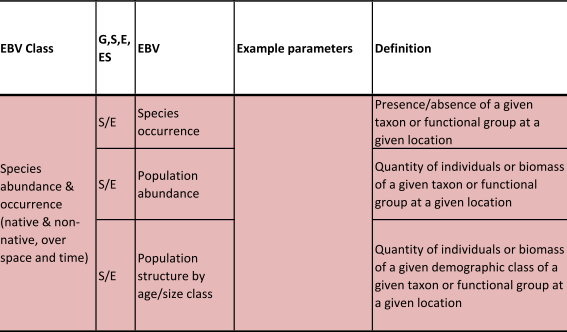 EBV Class
G,S,E,
ES
EBV
Example parameters
Definition
Species
abundance &
occurrence
(native & non-
native, over
space and time)
S/E
Species
occurrence
Presence/absence of a given
taxon or functional group at a
given location
S/E
Population
abundance
Quantity of individuals or biomass
of a given taxon or functional
group at a given location
S/E
Population
structure by
age/size class
Quantity of individuals or biomass
of a given demographic class of a
given taxon or functional group at
a given location